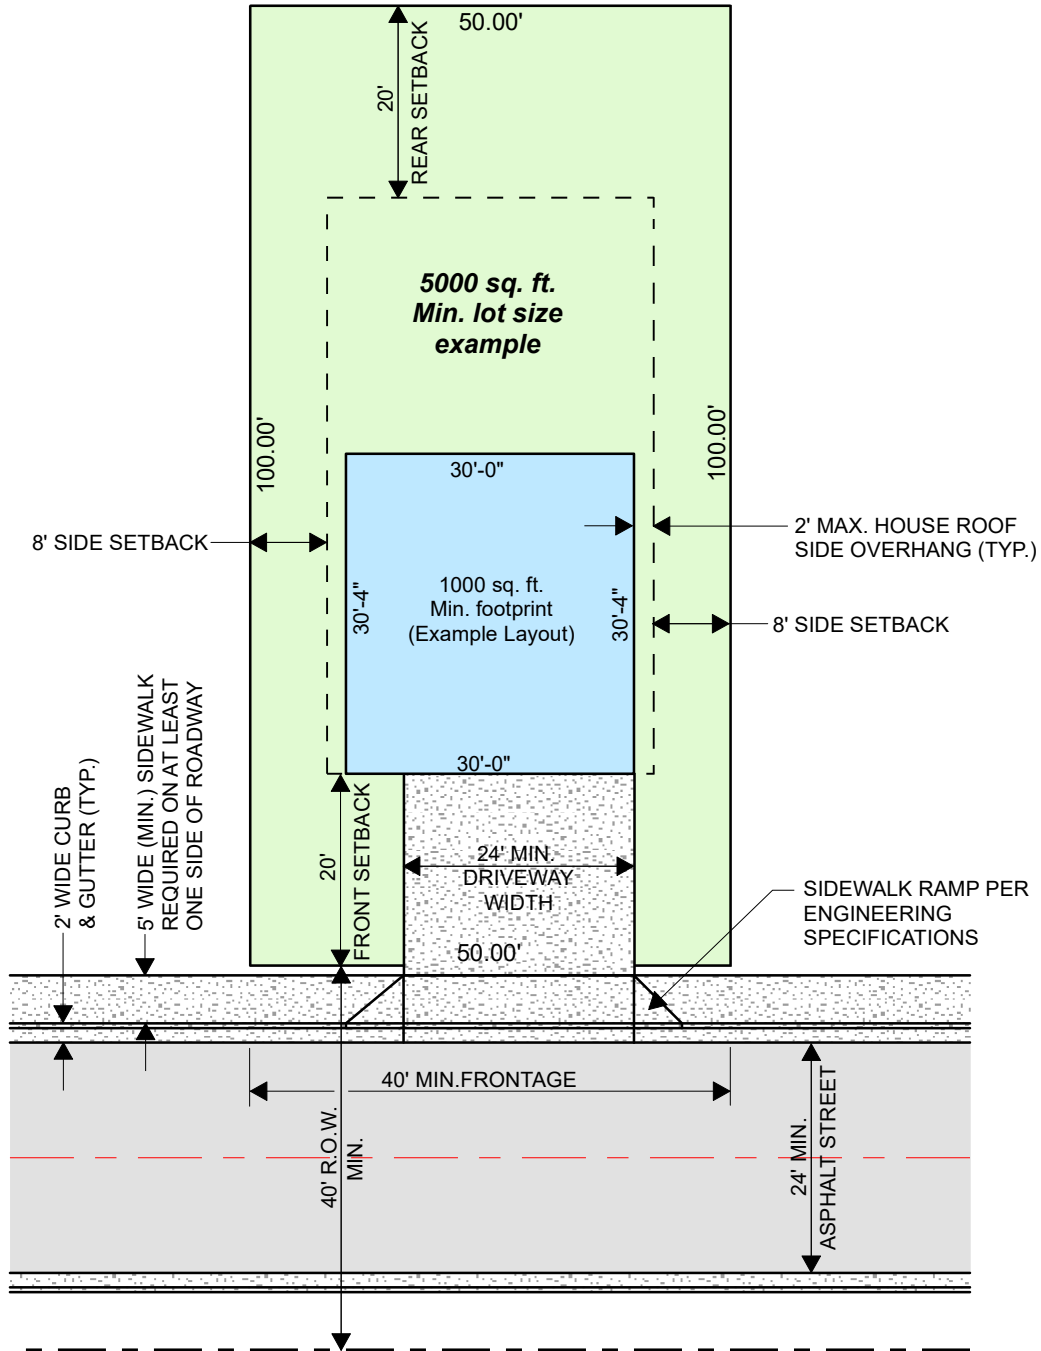 50.00'
20'
REAR SETBACK
5000 sq. ft.
Min. lot size
example
100.00'
100.00'
30'-0"
2' MAX. HOUSE ROOF
SIDE OVERHANG (TYP.)
8' SIDE SETBACK
1000 sq. ft.
Min. footprint
(Example Layout)
30'-4"
30'-4"
8' SIDE SETBACK
30'-0"
2' WIDE CURB
& GUTTER (TYP.)
5' WIDE (MIN.) SIDEWALK
REQUIRED ON AT LEAST
ONE SIDE OF ROADWAY
20'
FRONT SETBACK
24' MIN.
DRIVEWAY
WIDTH
50.00'
SIDEWALK RAMP PER
ENGINEERING
SPECIFICATIONS
40' MIN.FRONTAGE
40' R.O.W.
MIN.
24' MIN.
ASPHALT STREET